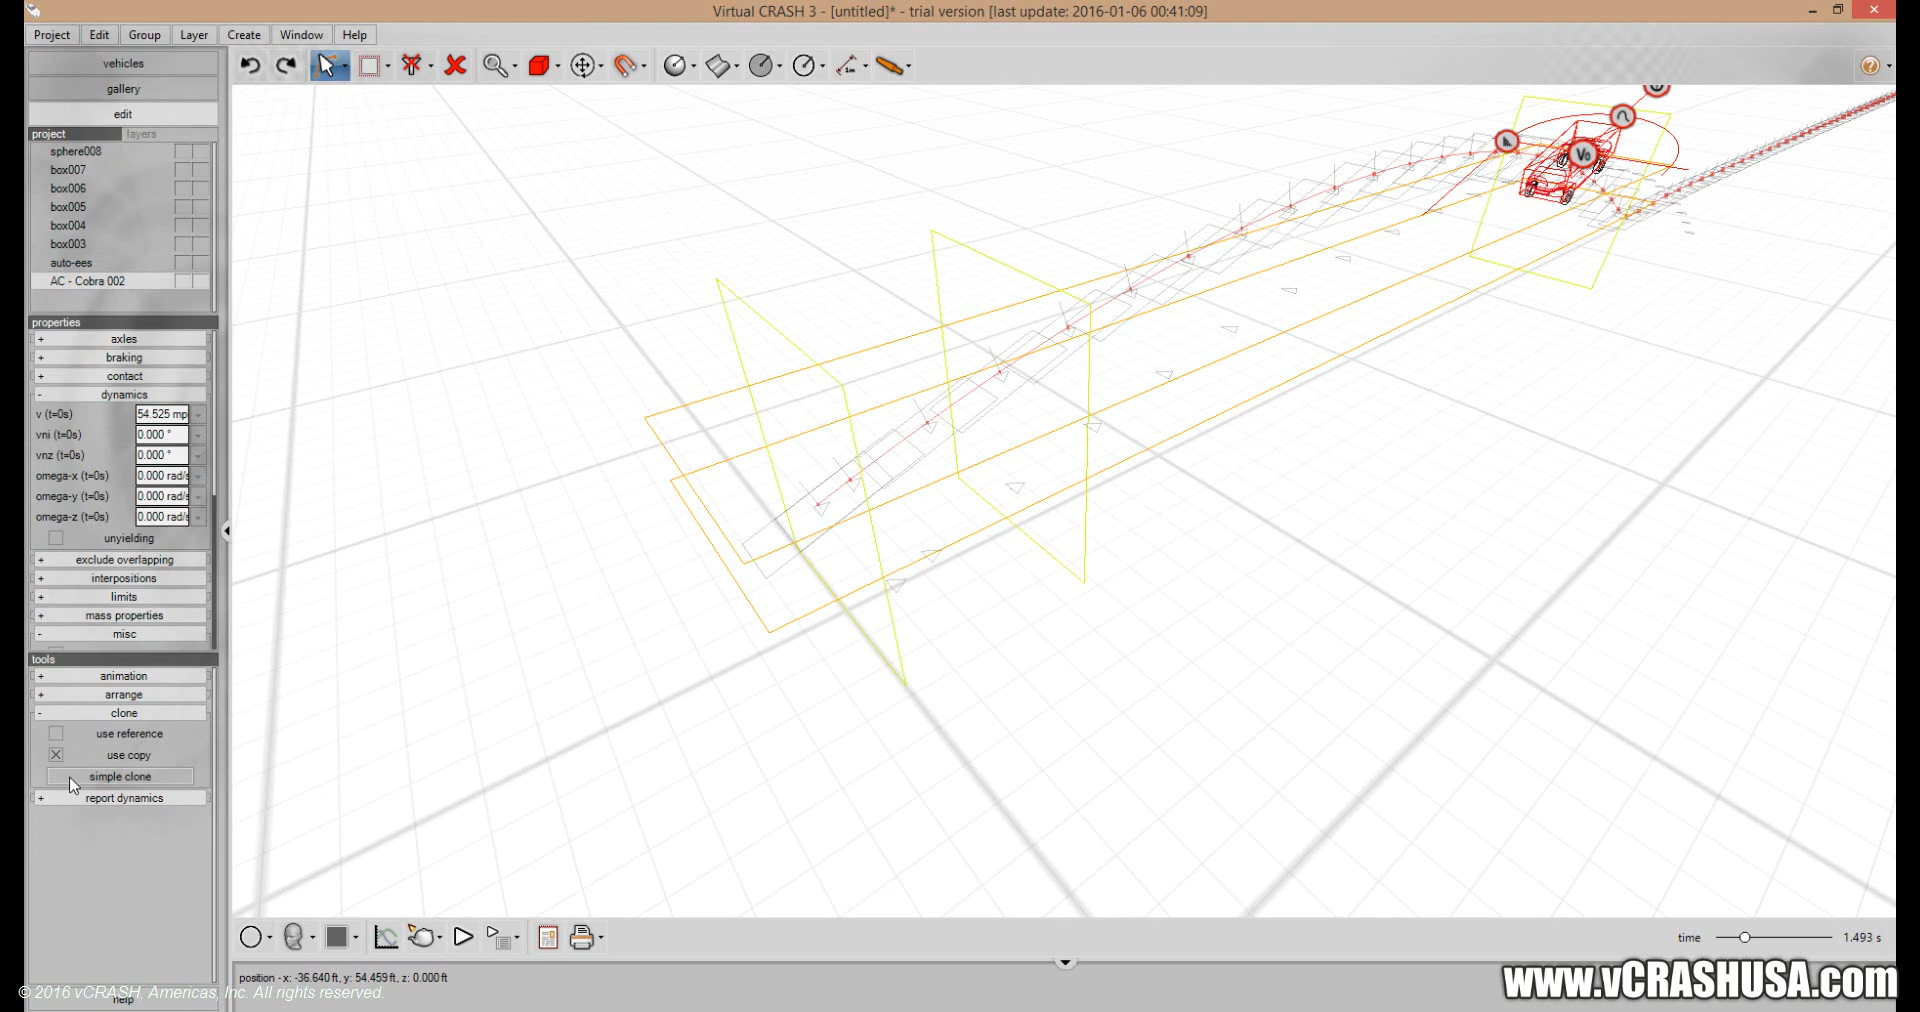 Virtual CRASH 3 - [untitled]* - trial version [last update: 2016-01-06 00:41:09]
Project Edit Group Layer Create Window Help
vehicles
gallery
edit
project layers
sphere008
box007
box006
box005
box004
box003
auto-ees
AC - Cobra 002
properties
+ axles
+ braking
+ contact
- dynamics
v (t=0s) 54.525 mp
vni (t=0s) 0.000 °
vnz (t=0s) 0.000 °
omega-x (t=0s) 0.000 rad/s
omega-y (t=0s) 0.000 rad/s
omega-z (t=0s) 0.000 rad/s
unyielding
+ exclude overlapping
+ interpositions
+ limits
+ mass properties
- misc
tools
+ animation
+ arrange
- clone
use reference
use copy
simple clone
+ report dynamics
help
V0
1m
time 1.493 s
position - x: -36.640 ft, y: 54.459 ft, z: 0.000 ft
© 2016 vCRASH, Americas, Inc. All rights reserved.
www.vCRASHUSA.com